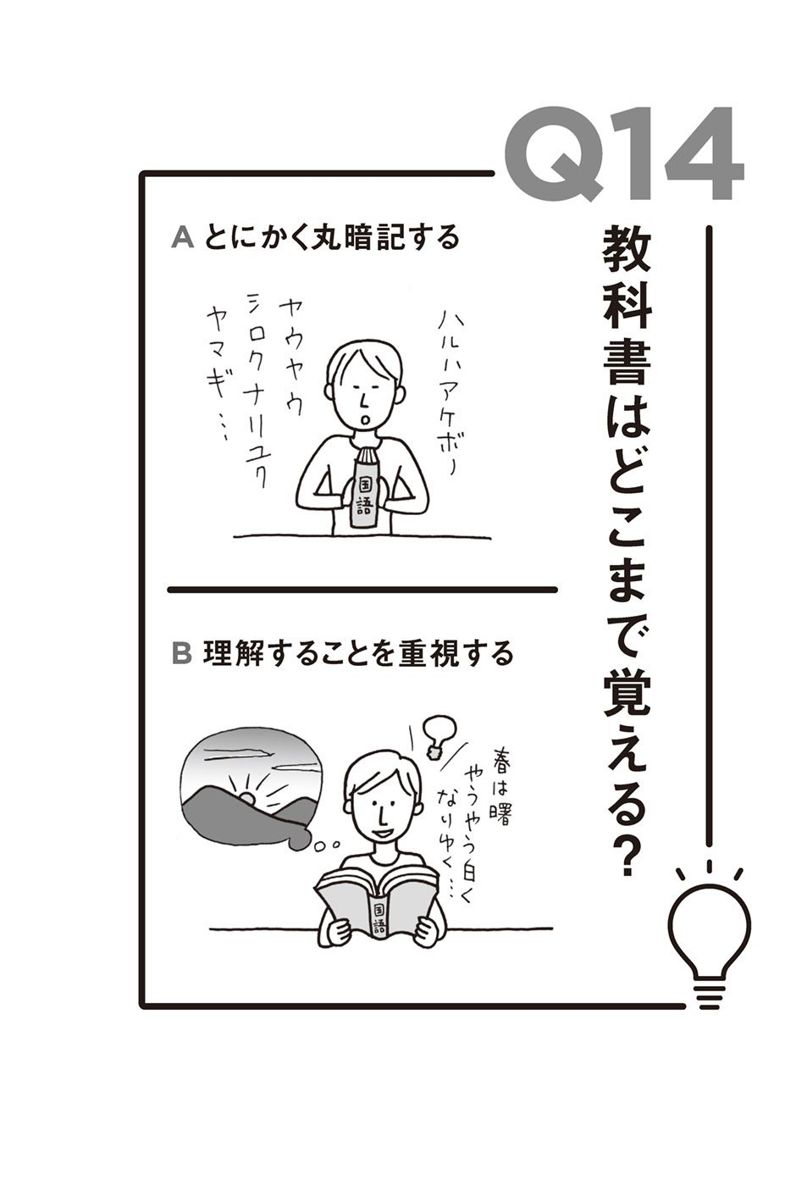 Q14
教科書はどこまで覚える?
A とにかく丸暗記する
ハルハアケボノ
ヤウヤウ
シロクナリユク
ヤマギ…
国語
B 理解することを重視する
春は曙
やうやう白く
なりゆく…
国語